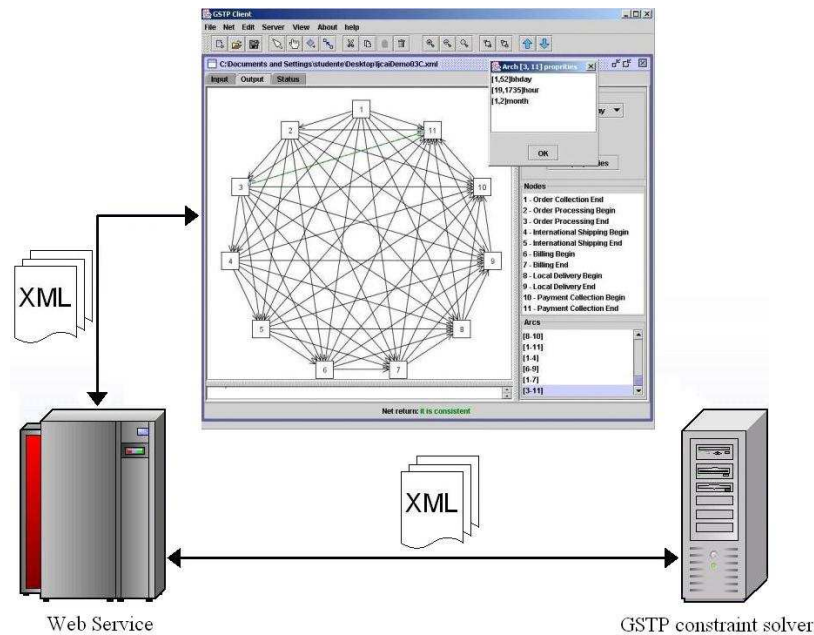 GSTP Client
File Net Edit Server View About help
C:\Documents and Settings\studente\Desktop\IjcaiDemo03C.xml
Input Output Status
Arch [3, 11] proprities
[1,52]bhday
[19,1735]hour
[1,2]month
OK
1
2
11
3
10
4
9
5
8
6
7
Nodes
1 - Order Collection End
2 - Order Processing Begin
3 - Order Processing End
4 - International Shipping Begin
5 - International Shipping End
6 - Billing Begin
7 - Billing End
8 - Local Delivery Begin
9 - Local Delivery End
10 - Payment Collection Begin
11 - Payment Collection End
Arcs
[8-10]
[1-11]
[1-4]
[6-9]
[1-7]
[3-11]
Net return: it is consistent
XML
XML
Web Service
GSTP constraint solver